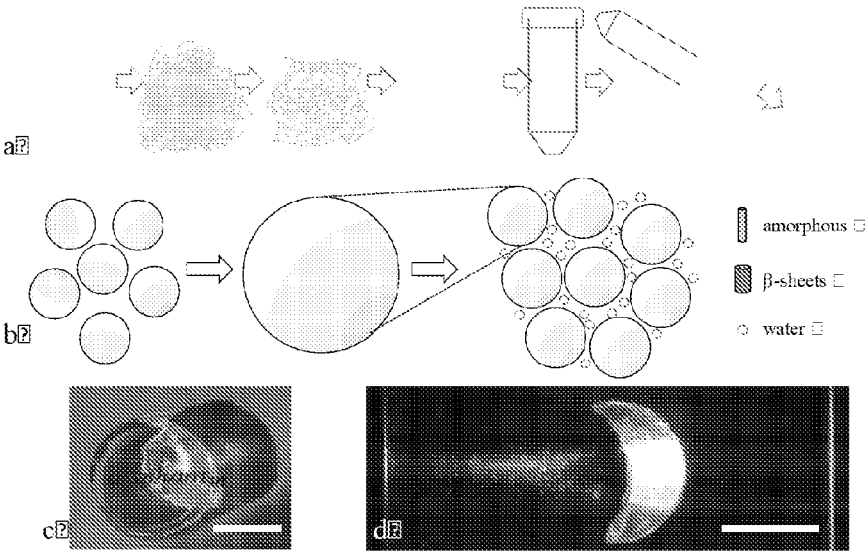 a⍰
amorphous □
β-sheets □
b⍰
water □
c⍰
d⍰